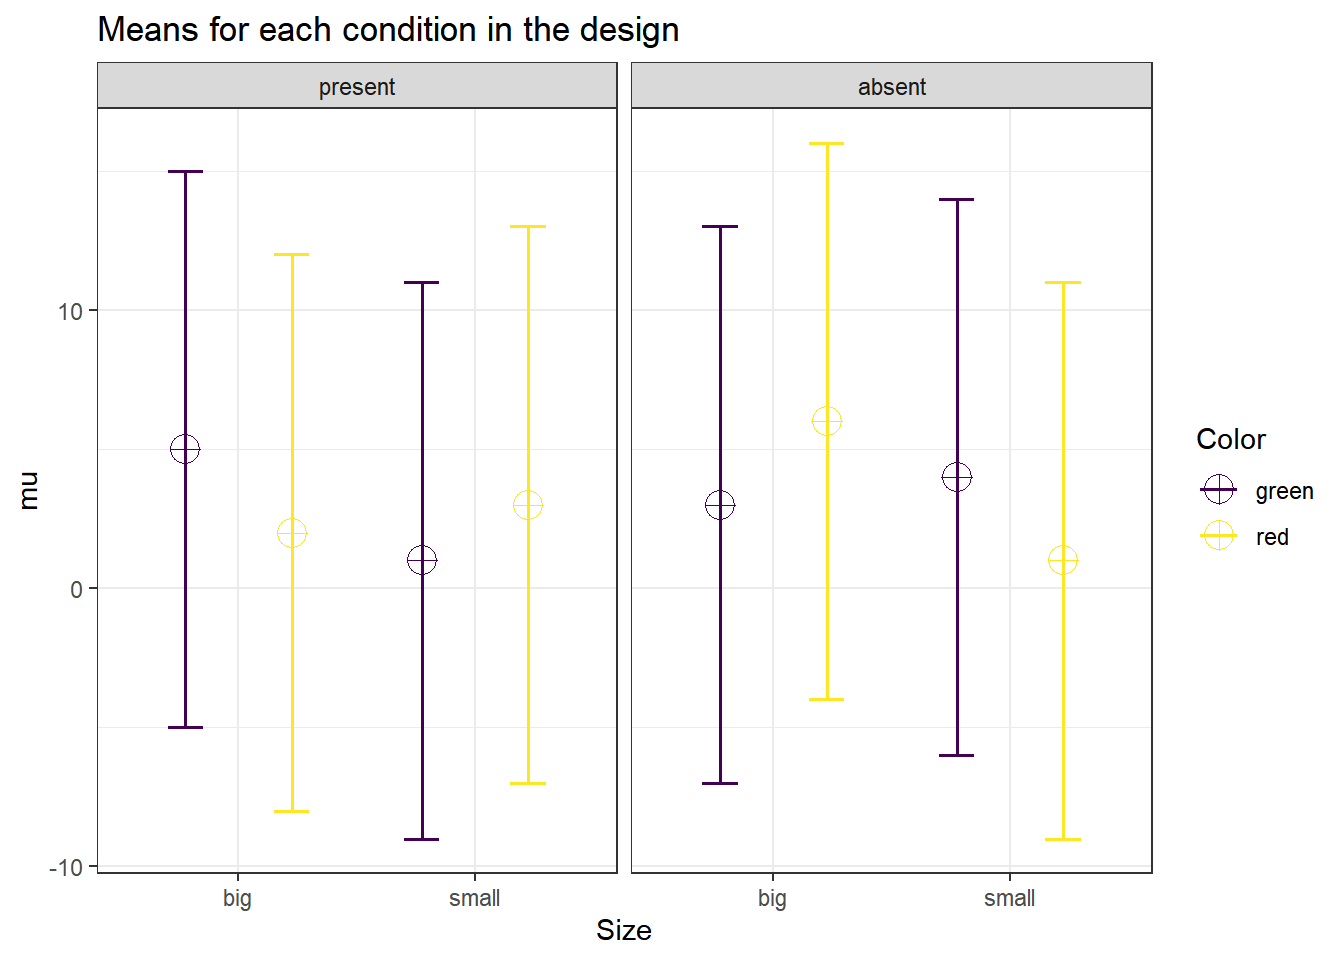 Means for each condition in the design
present
absent
10
0
-10
mu
big
small
big
small
Size
Color
green
red